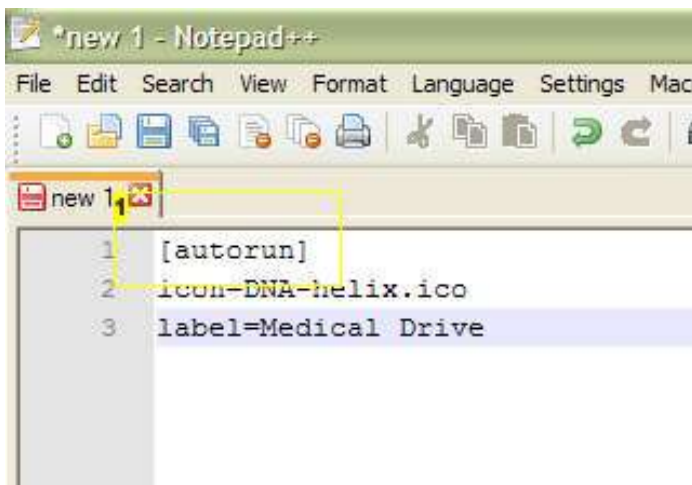 *new 1 - Notepad++
File Edit Search View Format Language Settings Mac
new 1
1
1 [autorun]
2 icon=DNA-helix.ico
3 label=Medical Drive